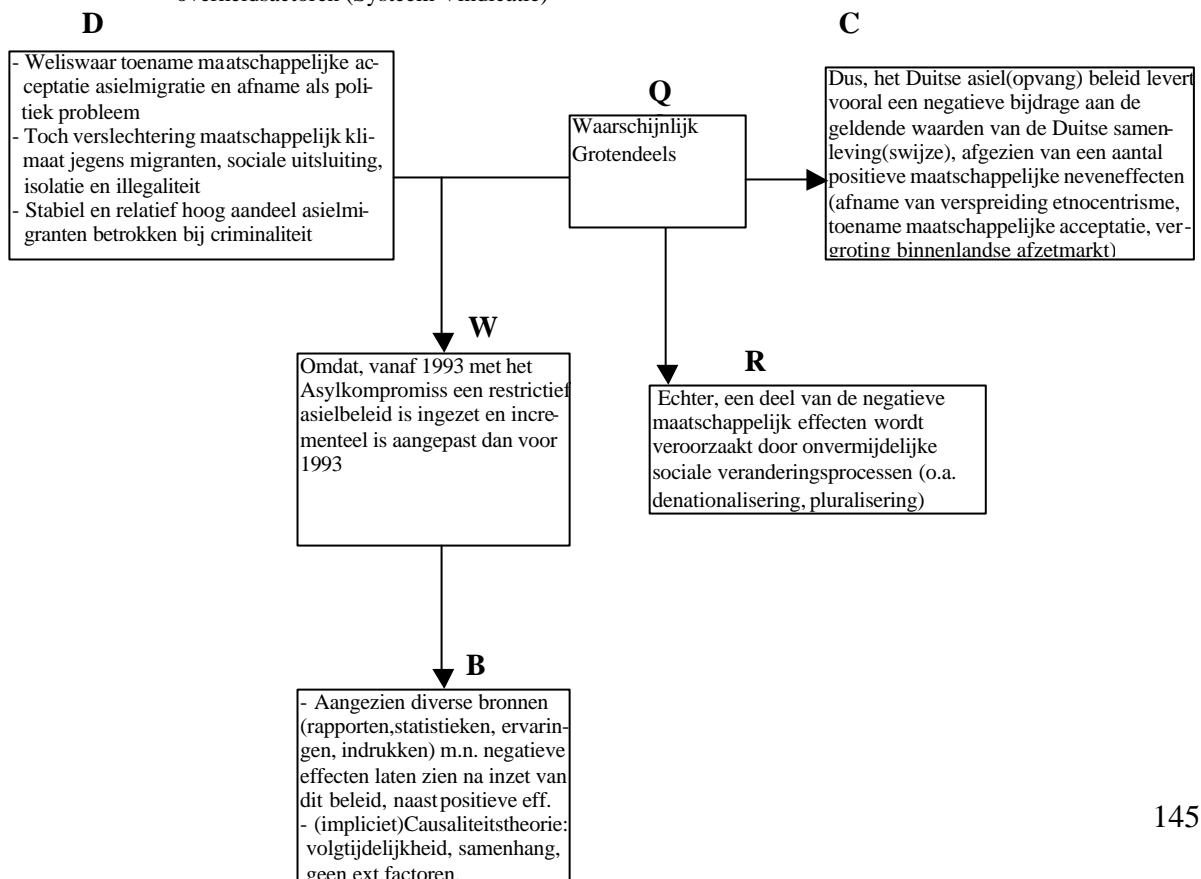 overheidsactoren (Systeem Vindicatie)
D
- Weliswaar toename maatschappelijke ac-
ceptatie asielmigratie en afname als poli-
tiek probleem
- Toch verslechtering maatschappelijk kli-
maat jegens migranten, sociale uitsluiting,
isolatie en illegaliteit
- Stabiel en relatief hoog aandeel asielmi-
granten betrokken bij criminaliteit
Q
Waarschijnlijk
Grotendeels
C
Dus, het Duitse asiel(opvang) beleid levert
vooral een negatieve bijdrage aan de
geldende waarden van de Duitse samen-
leving(swijze), afgezien van een aantal
positieve maatschappelijke neveneffecten
(afname van verspreiding etnocentrisme,
toename maatschappelijke acceptatie, ver-
groting binnenlandse afzetmarkt)
W
Omdat, vanaf 1993 met het
Asylkompromiss een restrictief
asielbeleid is ingezet en incre-
menteel is aangepast dan voor
1993
R
Echter, een deel van de negatieve
maatschappelijk effecten wordt
veroorzaakt door onvermijdelijke
sociale veranderingsprocessen (o.a.
denationalisering, pluralisering)
B
- Aangezien diverse bronnen
(rapporten,statistieken, ervarin-
gen, indrukken) m.n. negatieve
effecten laten zien na inzet van
dit beleid, naast positieve eff.
- (impliciet)Causaliteitstheorie:
volgtijdelijkheid, samenhang,
geen ext factoren
145